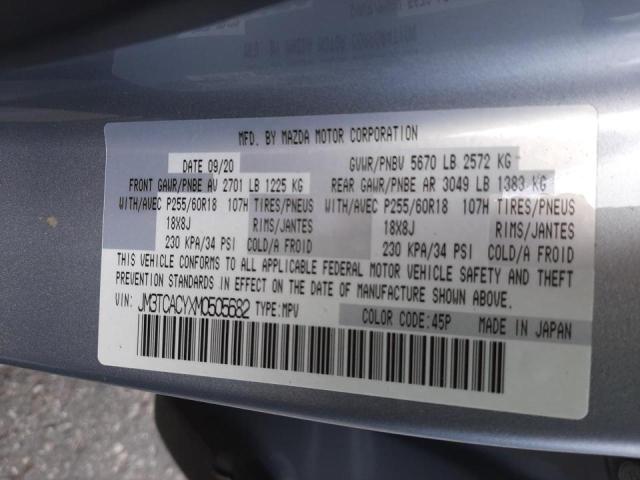 MFD. BY MAZDA MOTOR CORPORATION
DATE 09/20 GVWR/PNBV 5670 LB 2572 KG
FRONT GAWR/PNBE AV 2701 LB 1225 KG REAR GAWR/PNBE AR 3049 LB 1383 KG
WITH/AVEC P255/60R18 107H TIRES/PNEUS WITH/AVEC P255/60R18 107H TIRES/PNEUS
18X8J RIMS/JANTES 18X8J RIMS/JANTES
230 KPA/34 PSI COLD/A FROID 230 KPA/34 PSI COLD/A FROID
THIS VEHICLE CONFORMS TO ALL APPLICABLE FEDERAL MOTOR VEHICLE SAFETY AND THEFT
PREVENTION STANDARDS IN EFFECT ON THE DATE OF MANUFACTURE SHOWN ABOVE.
VIN: JM3TCACYXM0505682 TYPE:MPV
COLOR CODE:45P MADE IN JAPAN